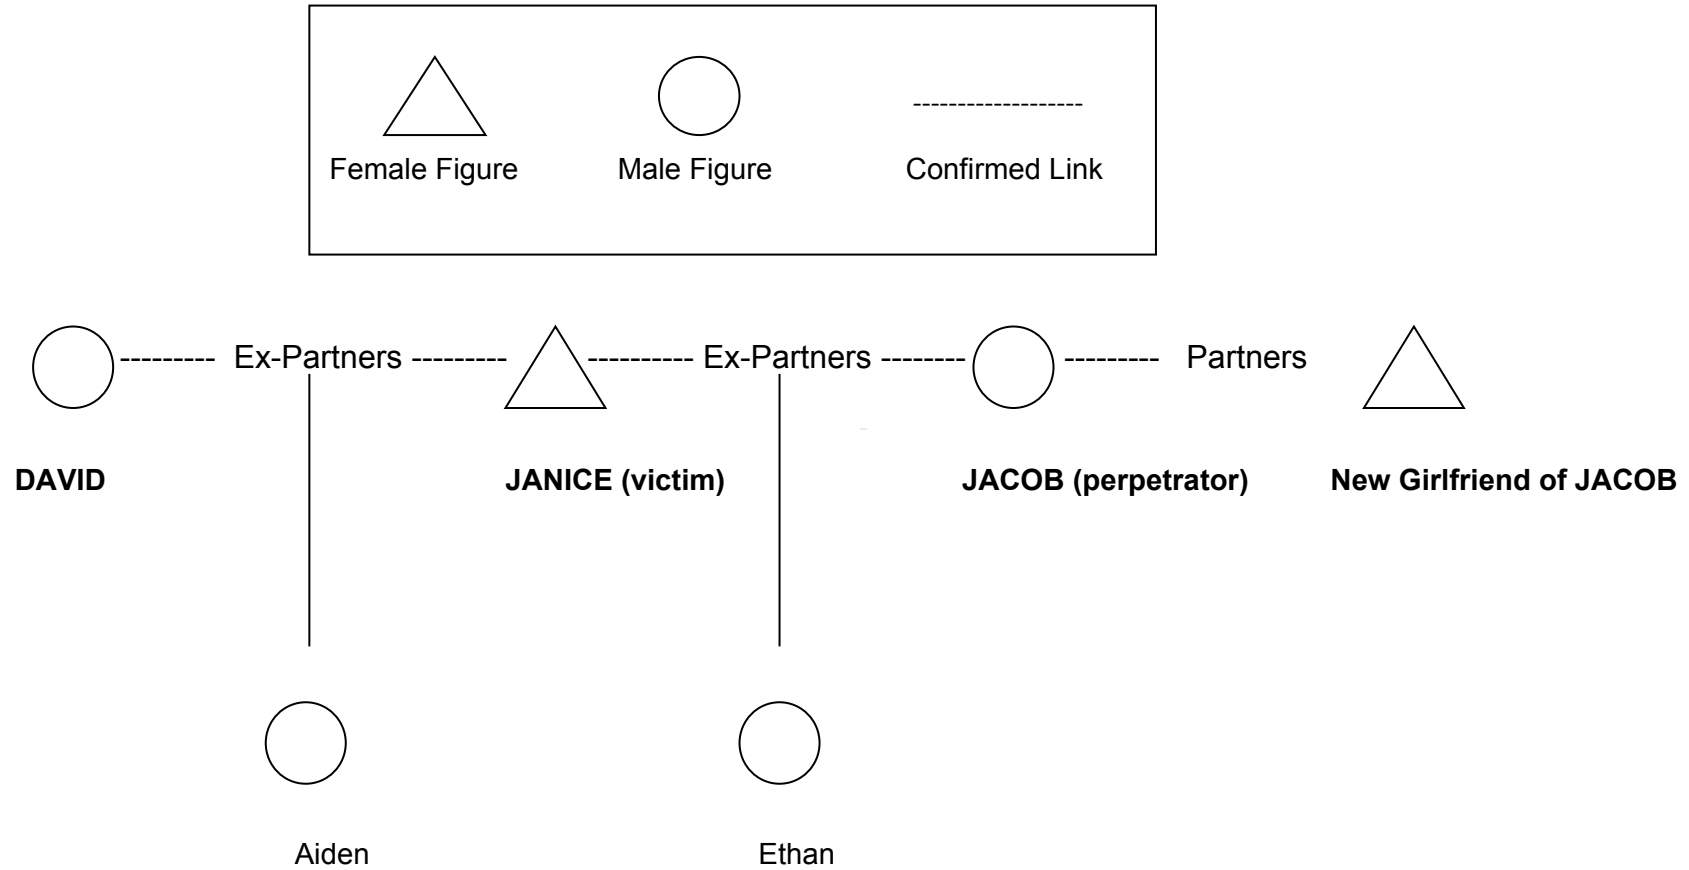 -------------------
Female Figure Male Figure Confirmed Link
--------- Ex-Partners --------- ---------- Ex-Partners -------- --------- Partners
DAVID JANICE (victim) JACOB (perpetrator) New Girlfriend of JACOB
Aiden Ethan